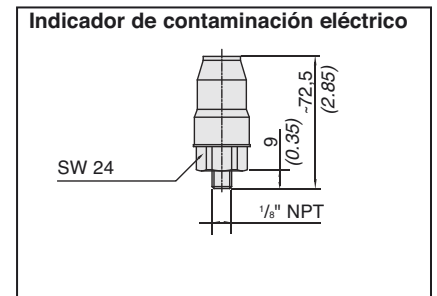 Indicador de contaminación eléctrico
~72,5
(2.85)
9
(0.35)
SW 24
1/8" NPT